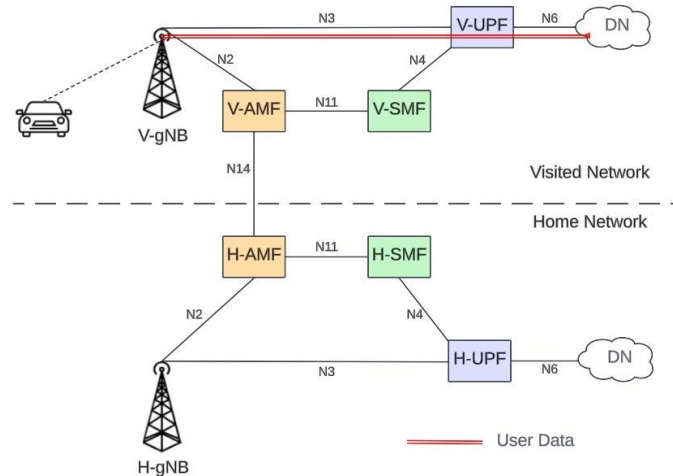 N3
V-UPF
N6
DN
N2
N4
V-AMF
N11
V-SMF
V-gNB
N14
Visited Network
Home Network
H-AMF
N11
H-SMF
N2
N4
H-UPF
DN
N3
N6
User Data
H-gNB